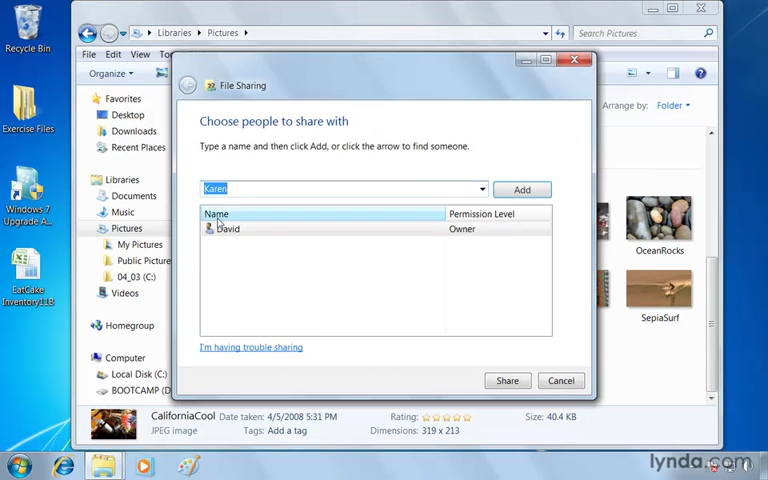 Recycle Bin
Libraries
Pictures
Search Pictures
File
Edit
View
To
Organize
File Sharing
Arrange by:
Folder
Favorites
Desktop
Downloads
Recent Places
Exercise Files
Choose people to share with
Type a name and then click Add, or click the arrow to find someone.
Karen
Add
Libraries
Documents
Music
Pictures
My Pictures
Public Picture
04_03 (C:)
Videos
Windows 7
Upgrade A...
Name
Permission Level
David
Owner
OceanRocks
EatCake
Inventory11B
SepiaSurf
Homegroup
I'm having trouble sharing
Computer
Local Disk (C:)
BOOTCAMP (D:)
Share
Cancel
CaliforniaCool
Date taken: 4/5/2008 5:31 PM
Rating:
Size: 40.4 KB
JPEG image
Tags: Add a tag
Dimensions: 319 x 213
lynda.com